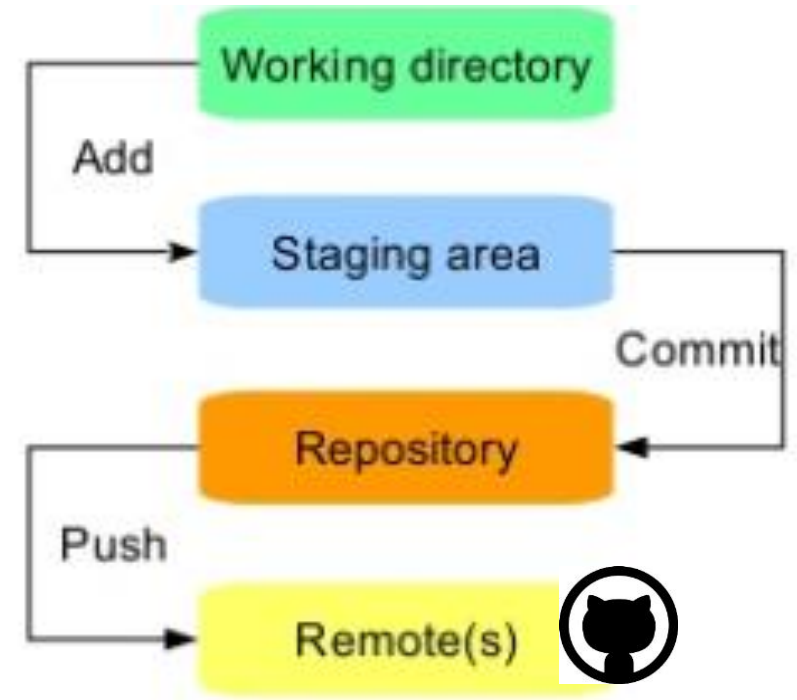 Working directory
Add
Staging area
Commit
Repository
Push
Remote(s)